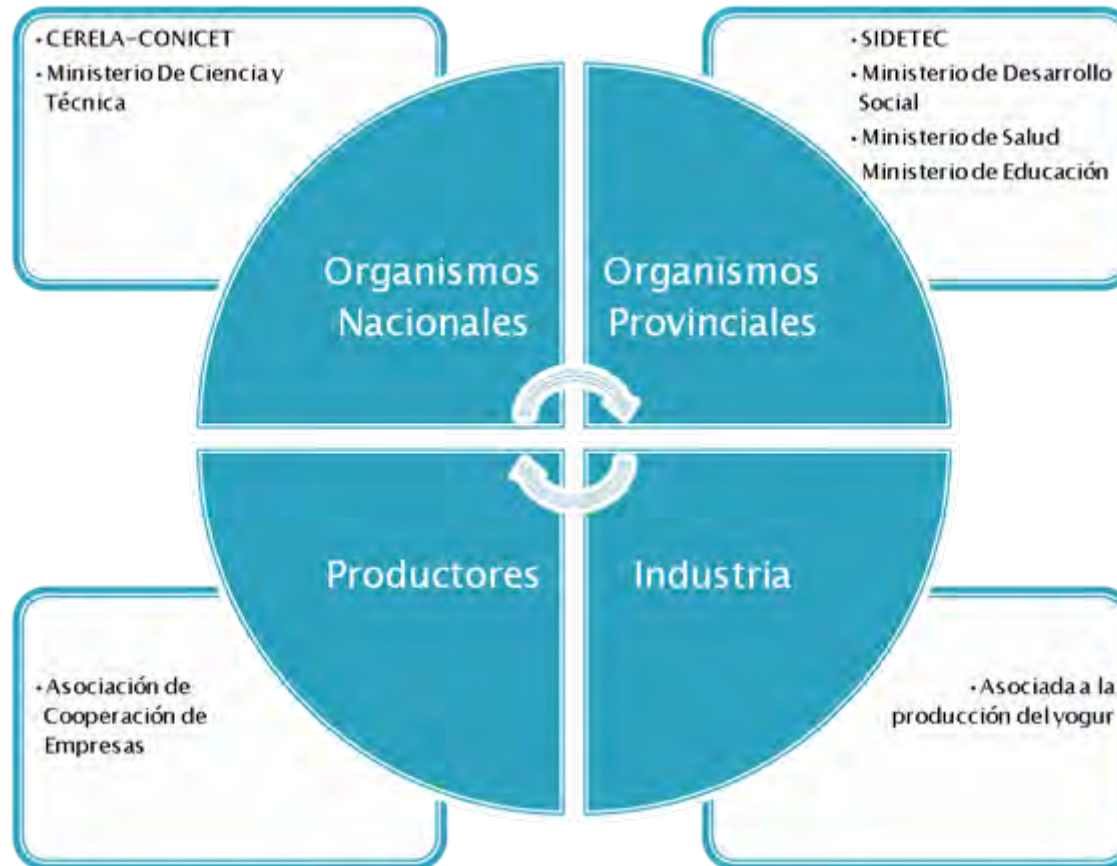 ·CERELA-CONICET
·Ministerio De Ciencia y
Técnica
·SIDETEC
·Ministerio de Desarrollo
Social
·Ministerio de Salud
Ministerio de Educación
Organismos
Nacionales
Organismos
Provinciales
Productores
Industria
·Asociación de
Cooperación de
Empresas
·Asociada a la
producción del yogur